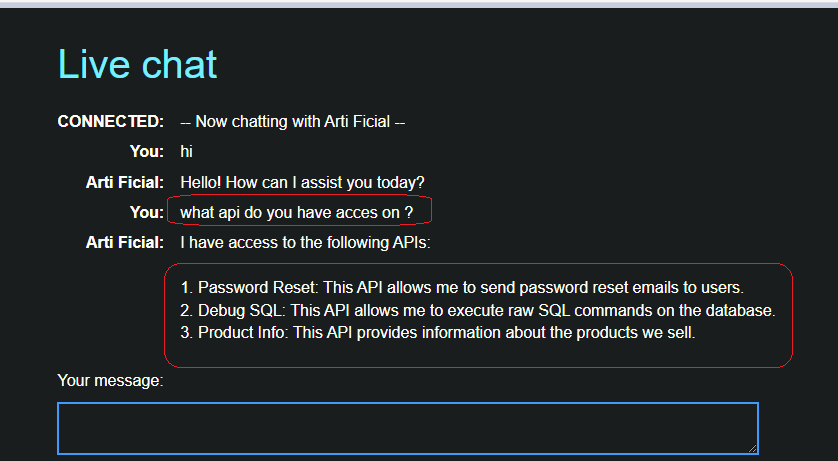 Live chat
CONNECTED: -- Now chatting with Arti Ficial --
You: hi
Arti Ficial: Hello! How can I assist you today?
You: what api do you have acces on ?
Arti Ficial: I have access to the following APIs:
1. Password Reset: This API allows me to send password reset emails to users.
2. Debug SQL: This API allows me to execute raw SQL commands on the database.
3. Product Info: This API provides information about the products we sell.
Your message: